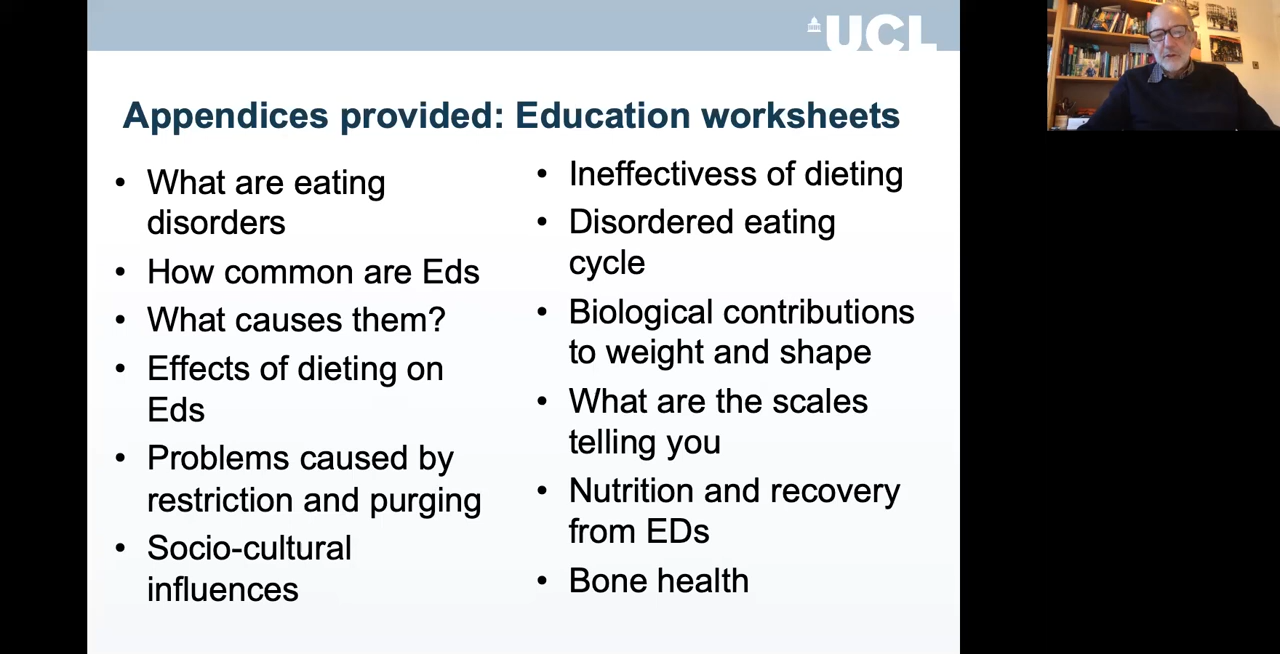 UCL
Appendices provided: Education worksheets
• What are eating
disorders
• How common are Eds
• What causes them?
• Effects of dieting on
Eds
• Problems caused by
restriction and purging
• Socio-cultural
influences
• Ineffectivess of dieting
• Disordered eating
cycle
• Biological contributions
to weight and shape
• What are the scales
telling you
• Nutrition and recovery
from EDs
• Bone health